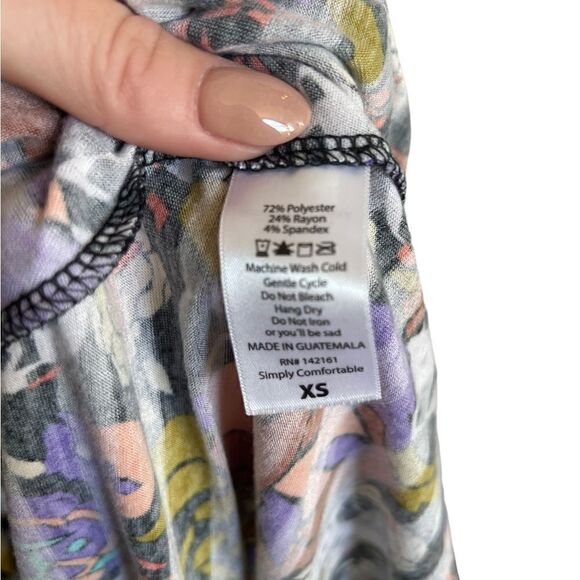 72% Polyester
24% Rayon
4% Spandex
Machine Wash Cold
Gentle Cycle
Do Not Bleach
Hang Dry
Do Not Iron
or you'll be sad
MADE IN GUATEMALA
RN# 142161
Simply Comfortable
XS